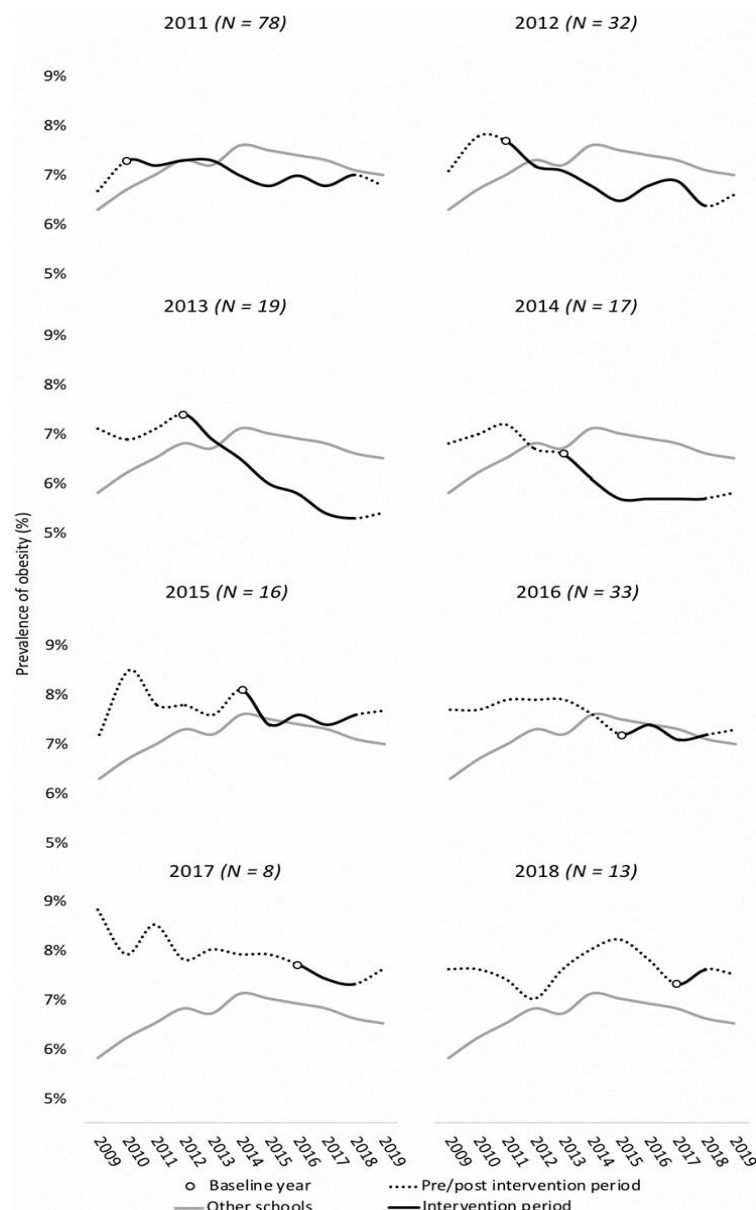 2011 (N = 78)
2012 (N = 32)
9%
8%
7%
6%
5%
2013 (N = 19)
2014 (N = 17)
9%
8%
7%
6%
5%
Prevalence of obesity (%)
2015 (N = 16)
2016 (N = 33)
9%
8%
7%
6%
5%
2017 (N = 8)
2018 (N = 13)
9%
8%
7%
6%
5%
2009 2010 2011 2012 2013 2014 2015 2016 2017 2018 2019
2009 2010 2011 2012 2013 2014 2015 2016 2017 2018 2019
Baseline year
Pre/post intervention period
Other schools
Intervention period